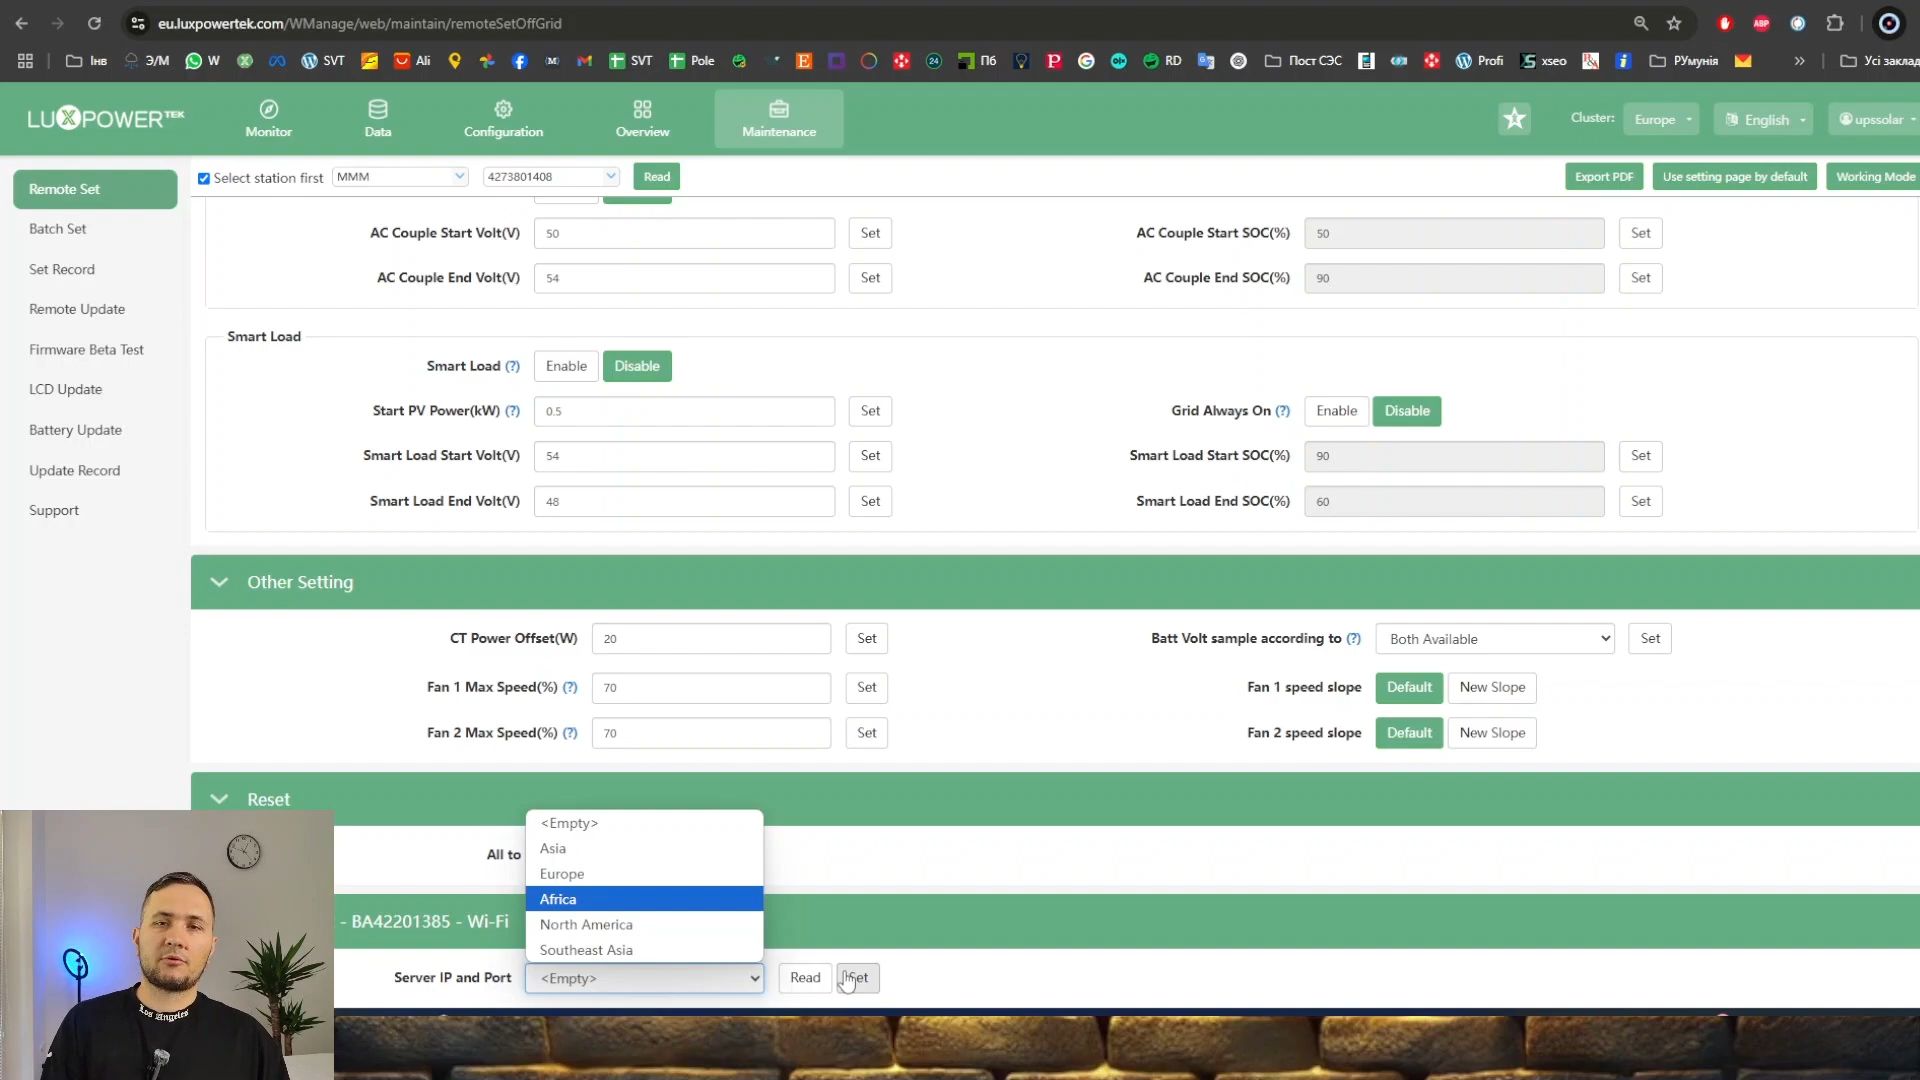 eu.luxpowertek.com/WManage/web/maintain/remoteSetOffGrid
Інв Э/М W SVT Ali SVT Pole Пб RD Пост СЭС Profi xseo РУмунія » Усі заклад
LUXPOWERTEK
Monitor Data Configuration Overview Maintenance
Cluster: Europe English upssolar
Remote Set
Batch Set
Set Record
Remote Update
Firmware Beta Test
LCD Update
Battery Update
Update Record
Support
Select station first MMM 4273801408 Read Export PDF Use setting page by default Working Mode
AC Couple Start Volt(V) 50 Set AC Couple Start SOC(%) 50 Set
AC Couple End Volt(V) 54 Set AC Couple End SOC(%) 90 Set
Smart Load
Smart Load (?) Enable Disable
Start PV Power(kW) (?) 0.5 Set Grid Always On (?) Enable Disable
Smart Load Start Volt(V) 54 Set Smart Load Start SOC(%) 90 Set
Smart Load End Volt(V) 48 Set Smart Load End SOC(%) 60 Set
Other Setting
CT Power Offset(W) 20 Set Batt Volt sample according to (?) Both Available Set
Fan 1 Max Speed(%) (?) 70 Set Fan 1 speed slope Default New Slope
Fan 2 Max Speed(%) (?) 70 Set Fan 2 speed slope Default New Slope
Reset
All to
<Empty>
Asia
Europe
Africa
North America
Southeast Asia
- BA42201385 - Wi-Fi
Server IP and Port <Empty> Read Set
Los Angeles